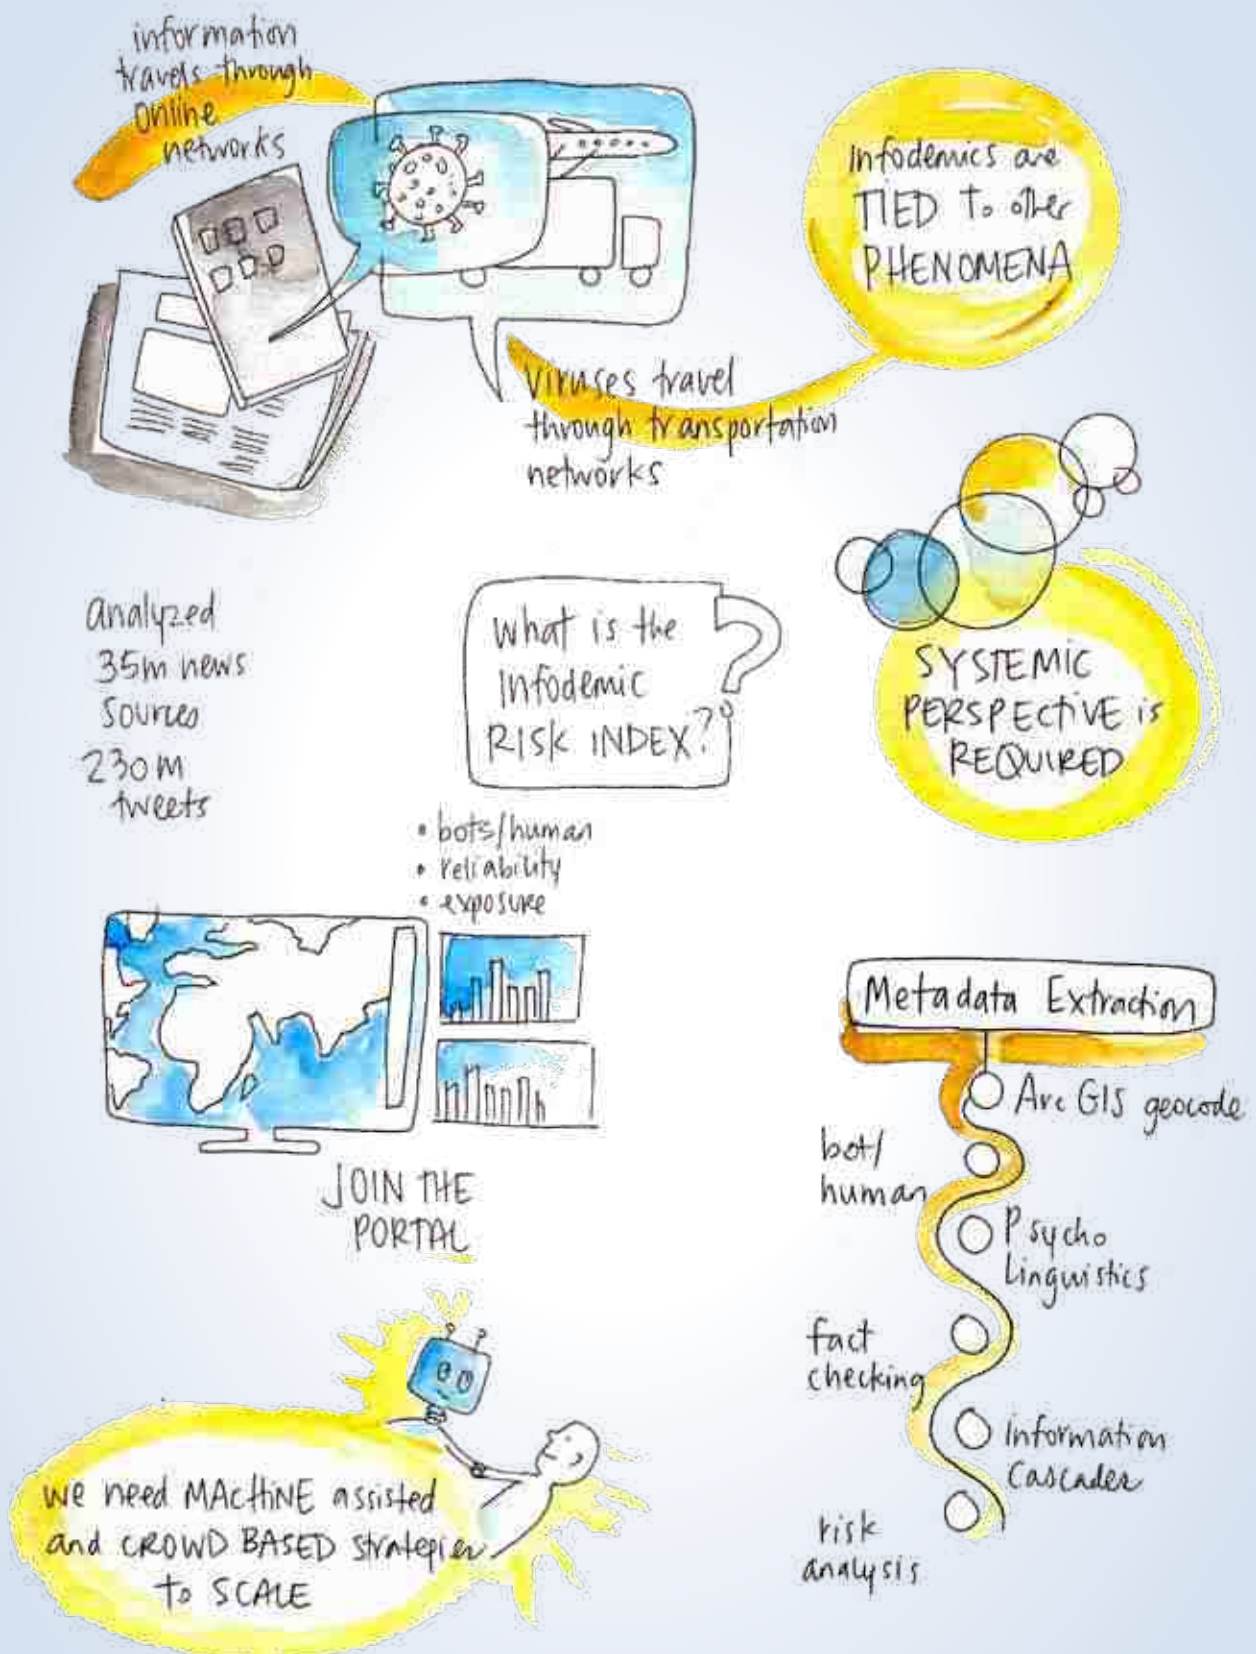 information
travels through
online
networks
Infodemics are
TIED to other
PHENOMENA
Viruses travel
through transportation
networks
analyzed
35m news
sources
230m
tweets
What is the
Infodemic
RISK INDEX?
?
SYSTEMIC
PERSPECTIVE is
REQUIRED
• bots/human
• reliability
• exposure
JOIN THE
PORTAL
Metadata Extraction
Arc GIS geocode
bot/
human
Psycho
Linguistics
fact
checking
Information
Cascades
risk
analysis
We need MACHINE assisted
and CROWD BASED strategies
to SCALE